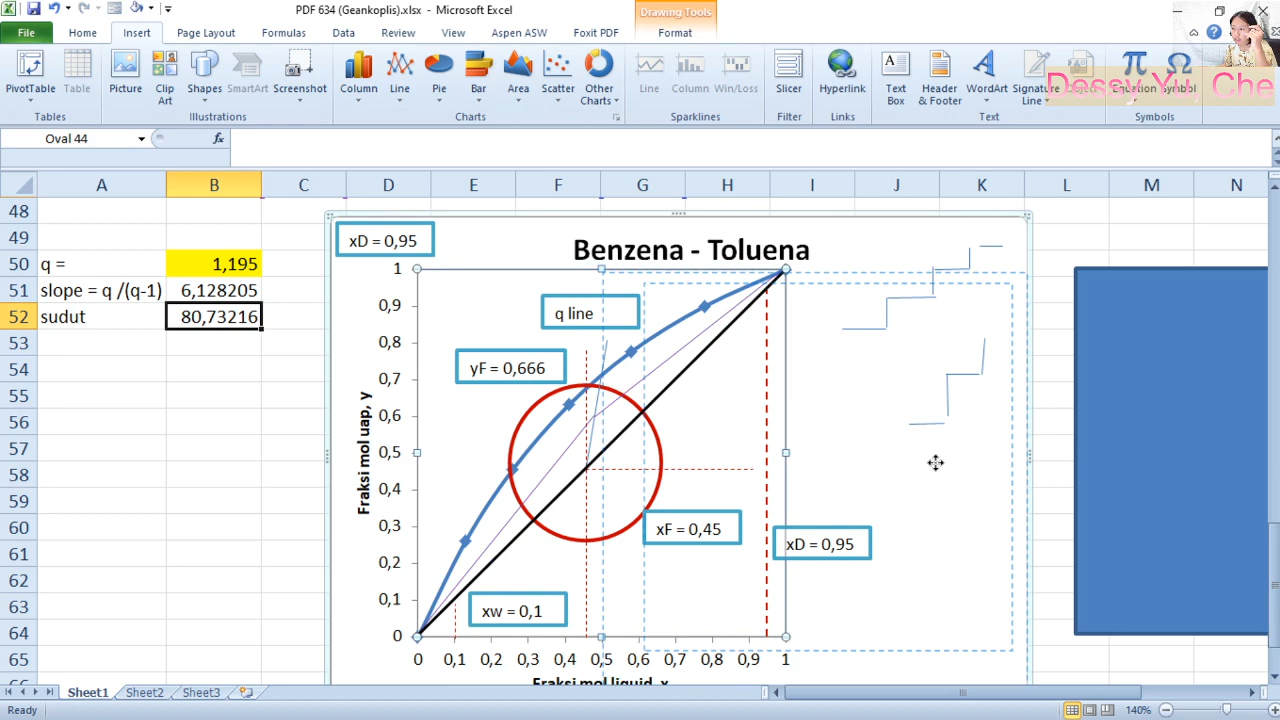 PDF 634 (Geankoplis).xlsx - Microsoft Excel
Drawing Tools
File Home Insert Page Layout Formulas Data Review View Aspen ASW Foxit PDF Format
PivotTable Table Picture Clip Art Shapes SmartArt Screenshot Column Line Pie Bar Area Scatter Other Charts Line Column Win/Loss Slicer Hyperlink Text Box Header & Footer WordArt Signature Line Object Equation Symbol
Dessy Yu Che
Tables Illustrations Charts Sparklines Filter Links Text Symbols
Oval 44 fx
A B C D E F G H I J K L M N
48
49
50 q = 1,195
51 slope = q /(q-1) 6,128205
52 sudut 80,73216
53
54
55
56
57
58
59
60
61
62
63
64
65
xD = 0,95
Benzena - Toluena
q line
yF = 0,666
xF = 0,45
xD = 0,95
xw = 0,1
Fraksi mol uap, y
1
0,9
0,8
0,7
0,6
0,5
0,4
0,3
0,2
0,1
0
0 0,1 0,2 0,3 0,4 0,5 0,6 0,7 0,8 0,9 1
Fraksi mol liquid, x
Sheet1 Sheet2 Sheet3
Ready 140%